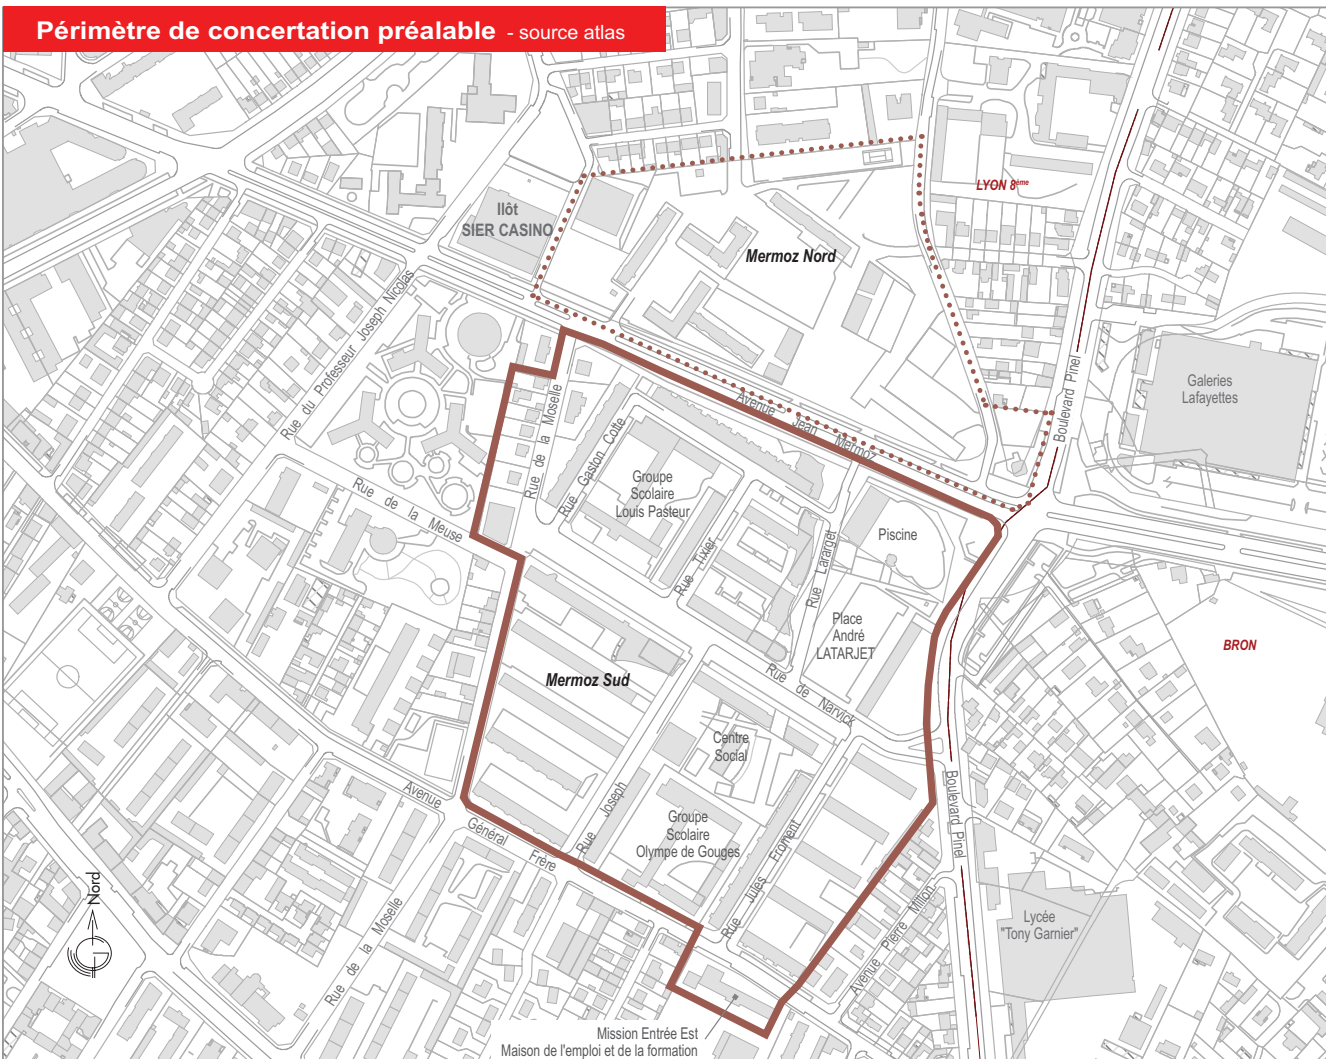 Périmètre de concertation préalable - source atlas
LYON 8ème
Ilôt
SIER CASINO
Mermoz Nord
Rue du Professeur Joseph Nicolas
Boulevard Pinel
Galeries
Lafayettes
Avenue Jean Mermoz
Rue de la Moselle
Rue Gaston Cotte
Groupe
Scolaire
Louis Pasteur
Rue de la Meuse
Piscine
Rue Tixier
Rue Lararget
Place
André
LATARJET
BRON
Mermoz Sud
Rue de Narvick
Centre
Social
Boulevard Pinel
Avenue Général Frère
Rue Joseph
Groupe
Scolaire
Olympe de Gouges
Rue Jules Froment
Nord
Rue de la Moselle
Avenue Pierre Millon
Lycée
"Tony Garnier"
Mission Entrée Est
Maison de l'emploi et de la formation